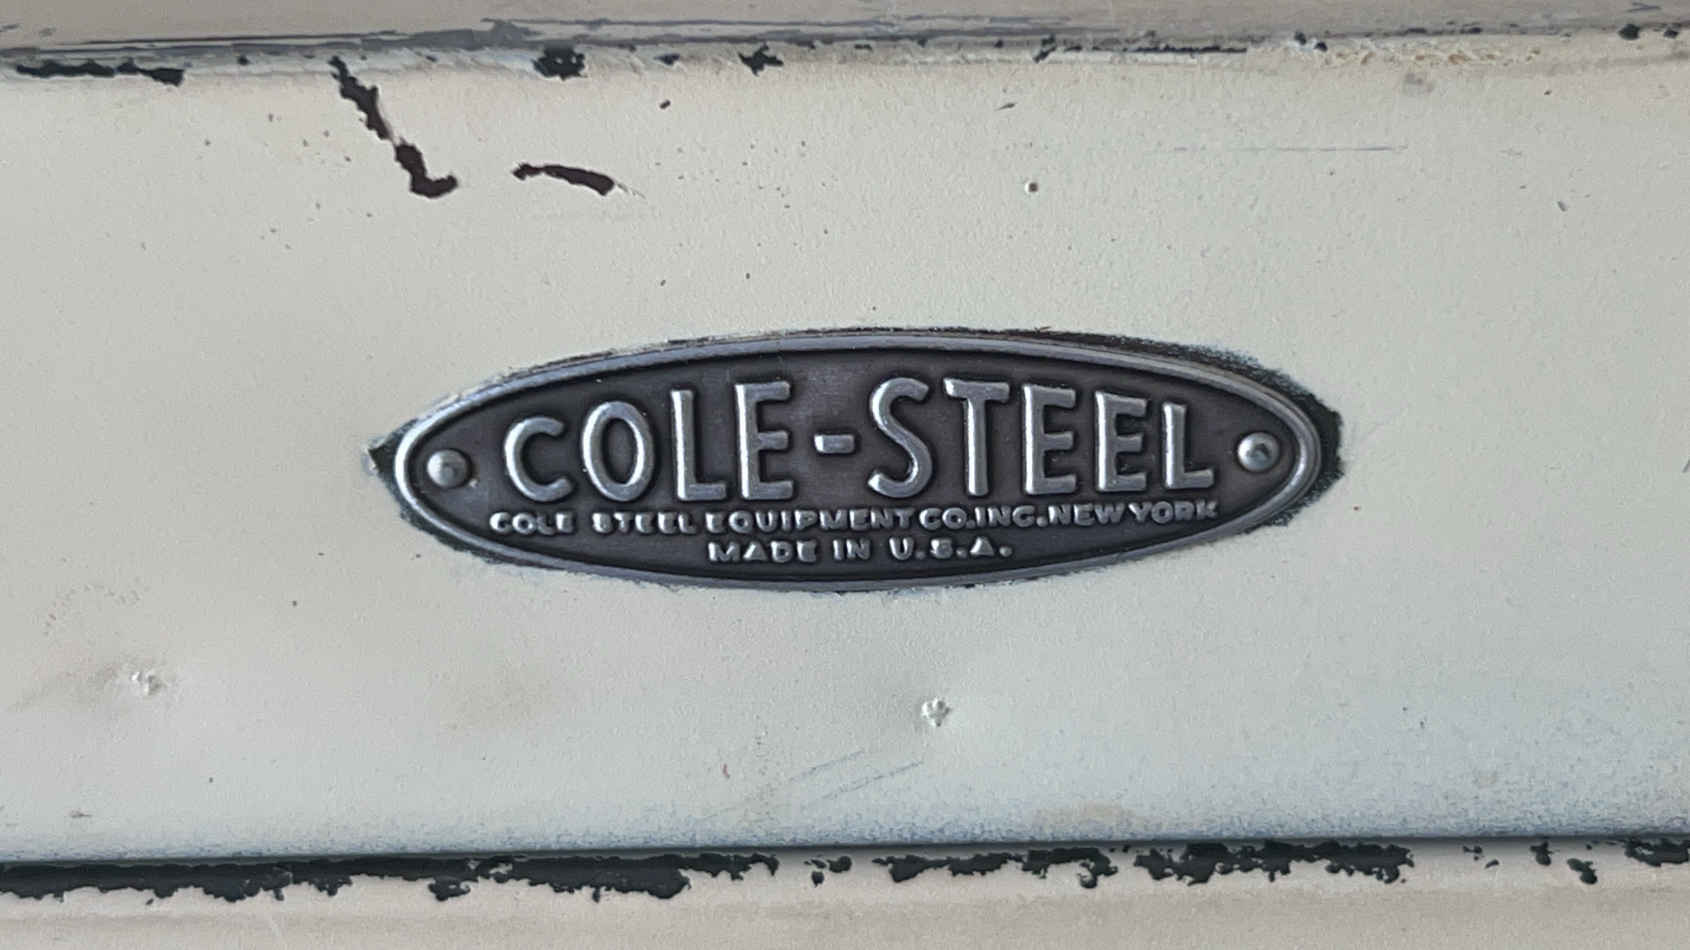 COLE-STEEL
COLE STEEL EQUIPMENT CO.INC.NEW YORK
MADE IN U.S.A.